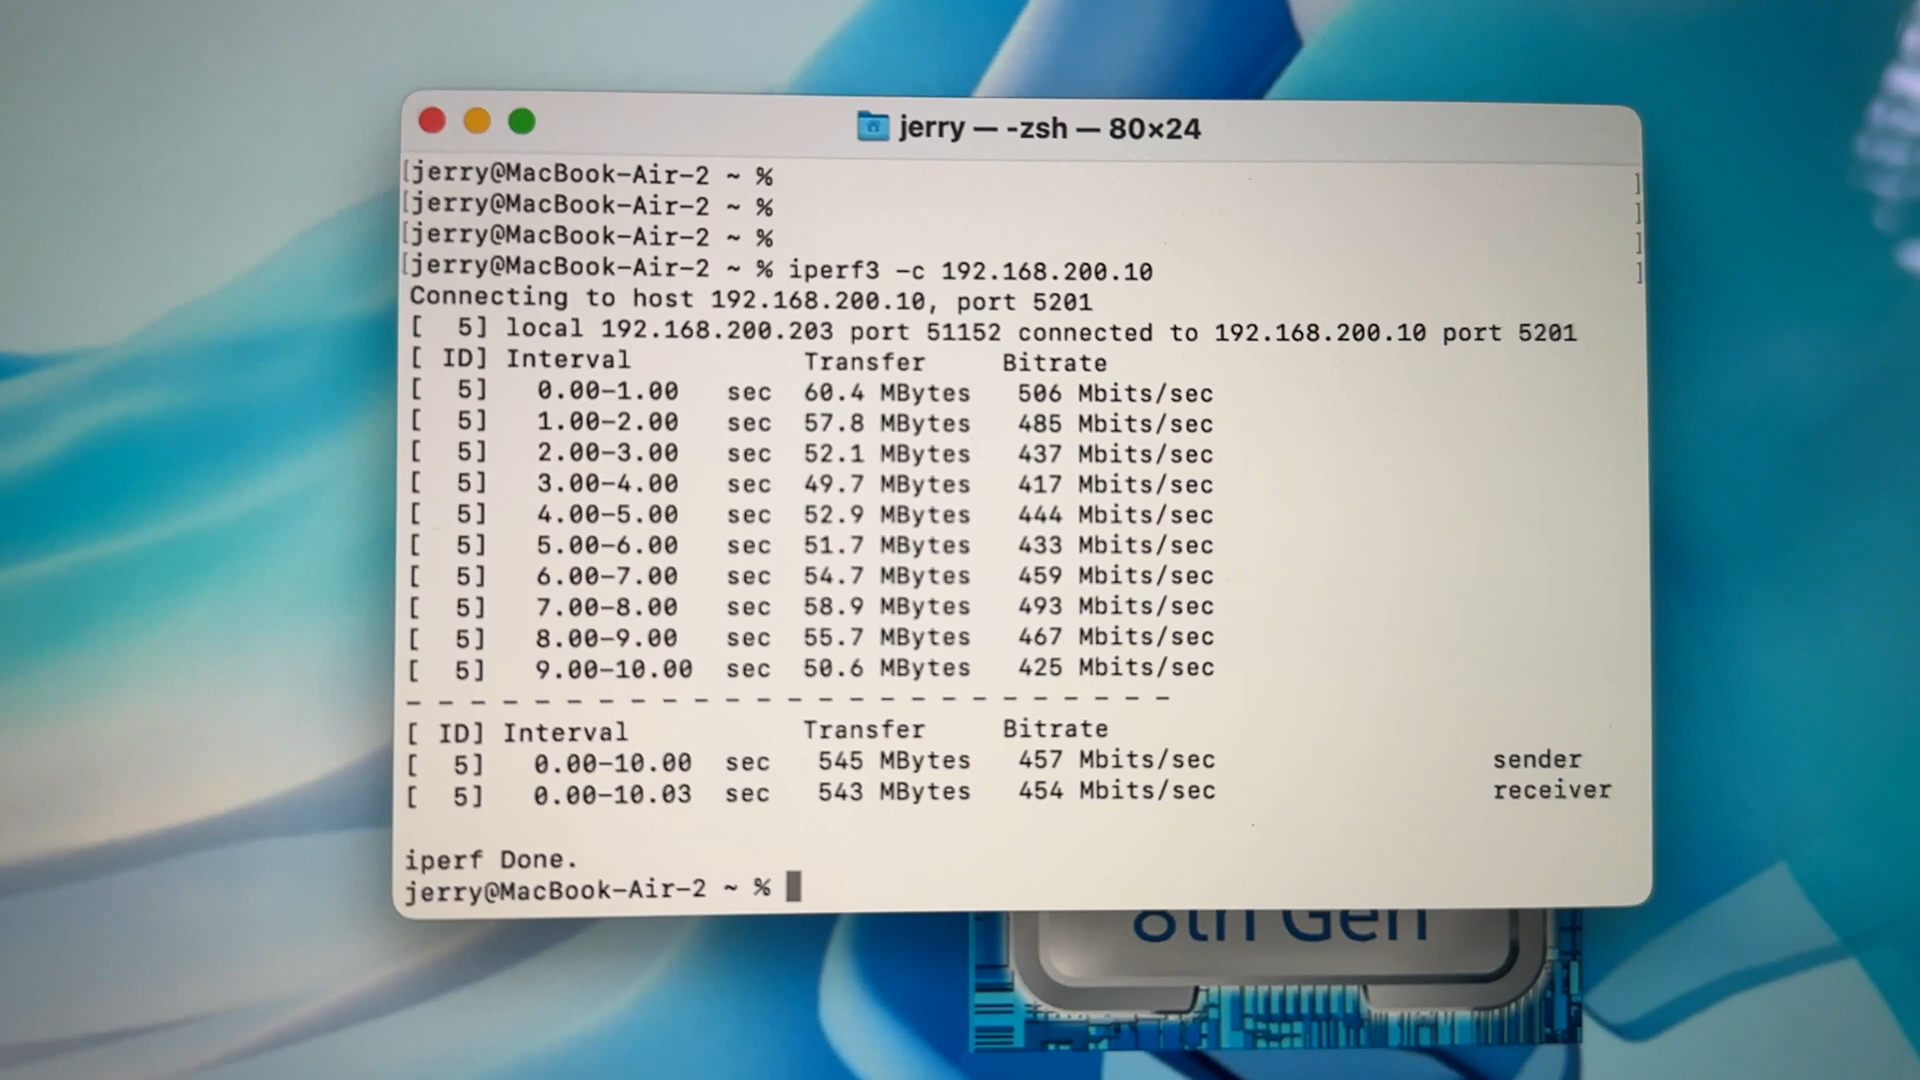 jerry — -zsh — 80×24
[jerry@MacBook-Air-2 ~ % ]
[jerry@MacBook-Air-2 ~ % ]
[jerry@MacBook-Air-2 ~ % ]
[jerry@MacBook-Air-2 ~ % iperf3 -c 192.168.200.10 ]
Connecting to host 192.168.200.10, port 5201
[  5] local 192.168.200.203 port 51152 connected to 192.168.200.10 port 5201
[ ID] Interval           Transfer     Bitrate
[  5]   0.00-1.00   sec  60.4 MBytes   506 Mbits/sec
[  5]   1.00-2.00   sec  57.8 MBytes   485 Mbits/sec
[  5]   2.00-3.00   sec  52.1 MBytes   437 Mbits/sec
[  5]   3.00-4.00   sec  49.7 MBytes   417 Mbits/sec
[  5]   4.00-5.00   sec  52.9 MBytes   444 Mbits/sec
[  5]   5.00-6.00   sec  51.7 MBytes   433 Mbits/sec
[  5]   6.00-7.00   sec  54.7 MBytes   459 Mbits/sec
[  5]   7.00-8.00   sec  58.9 MBytes   493 Mbits/sec
[  5]   8.00-9.00   sec  55.7 MBytes   467 Mbits/sec
[  5]   9.00-10.00  sec  50.6 MBytes   425 Mbits/sec
- - - - - - - - - - - - - - - - - - - - - - - - -
[ ID] Interval           Transfer     Bitrate
[  5]   0.00-10.00  sec   545 MBytes   457 Mbits/sec                  sender
[  5]   0.00-10.03  sec   543 MBytes   454 Mbits/sec                  receiver
iperf Done.
jerry@MacBook-Air-2 ~ %
8th Gen